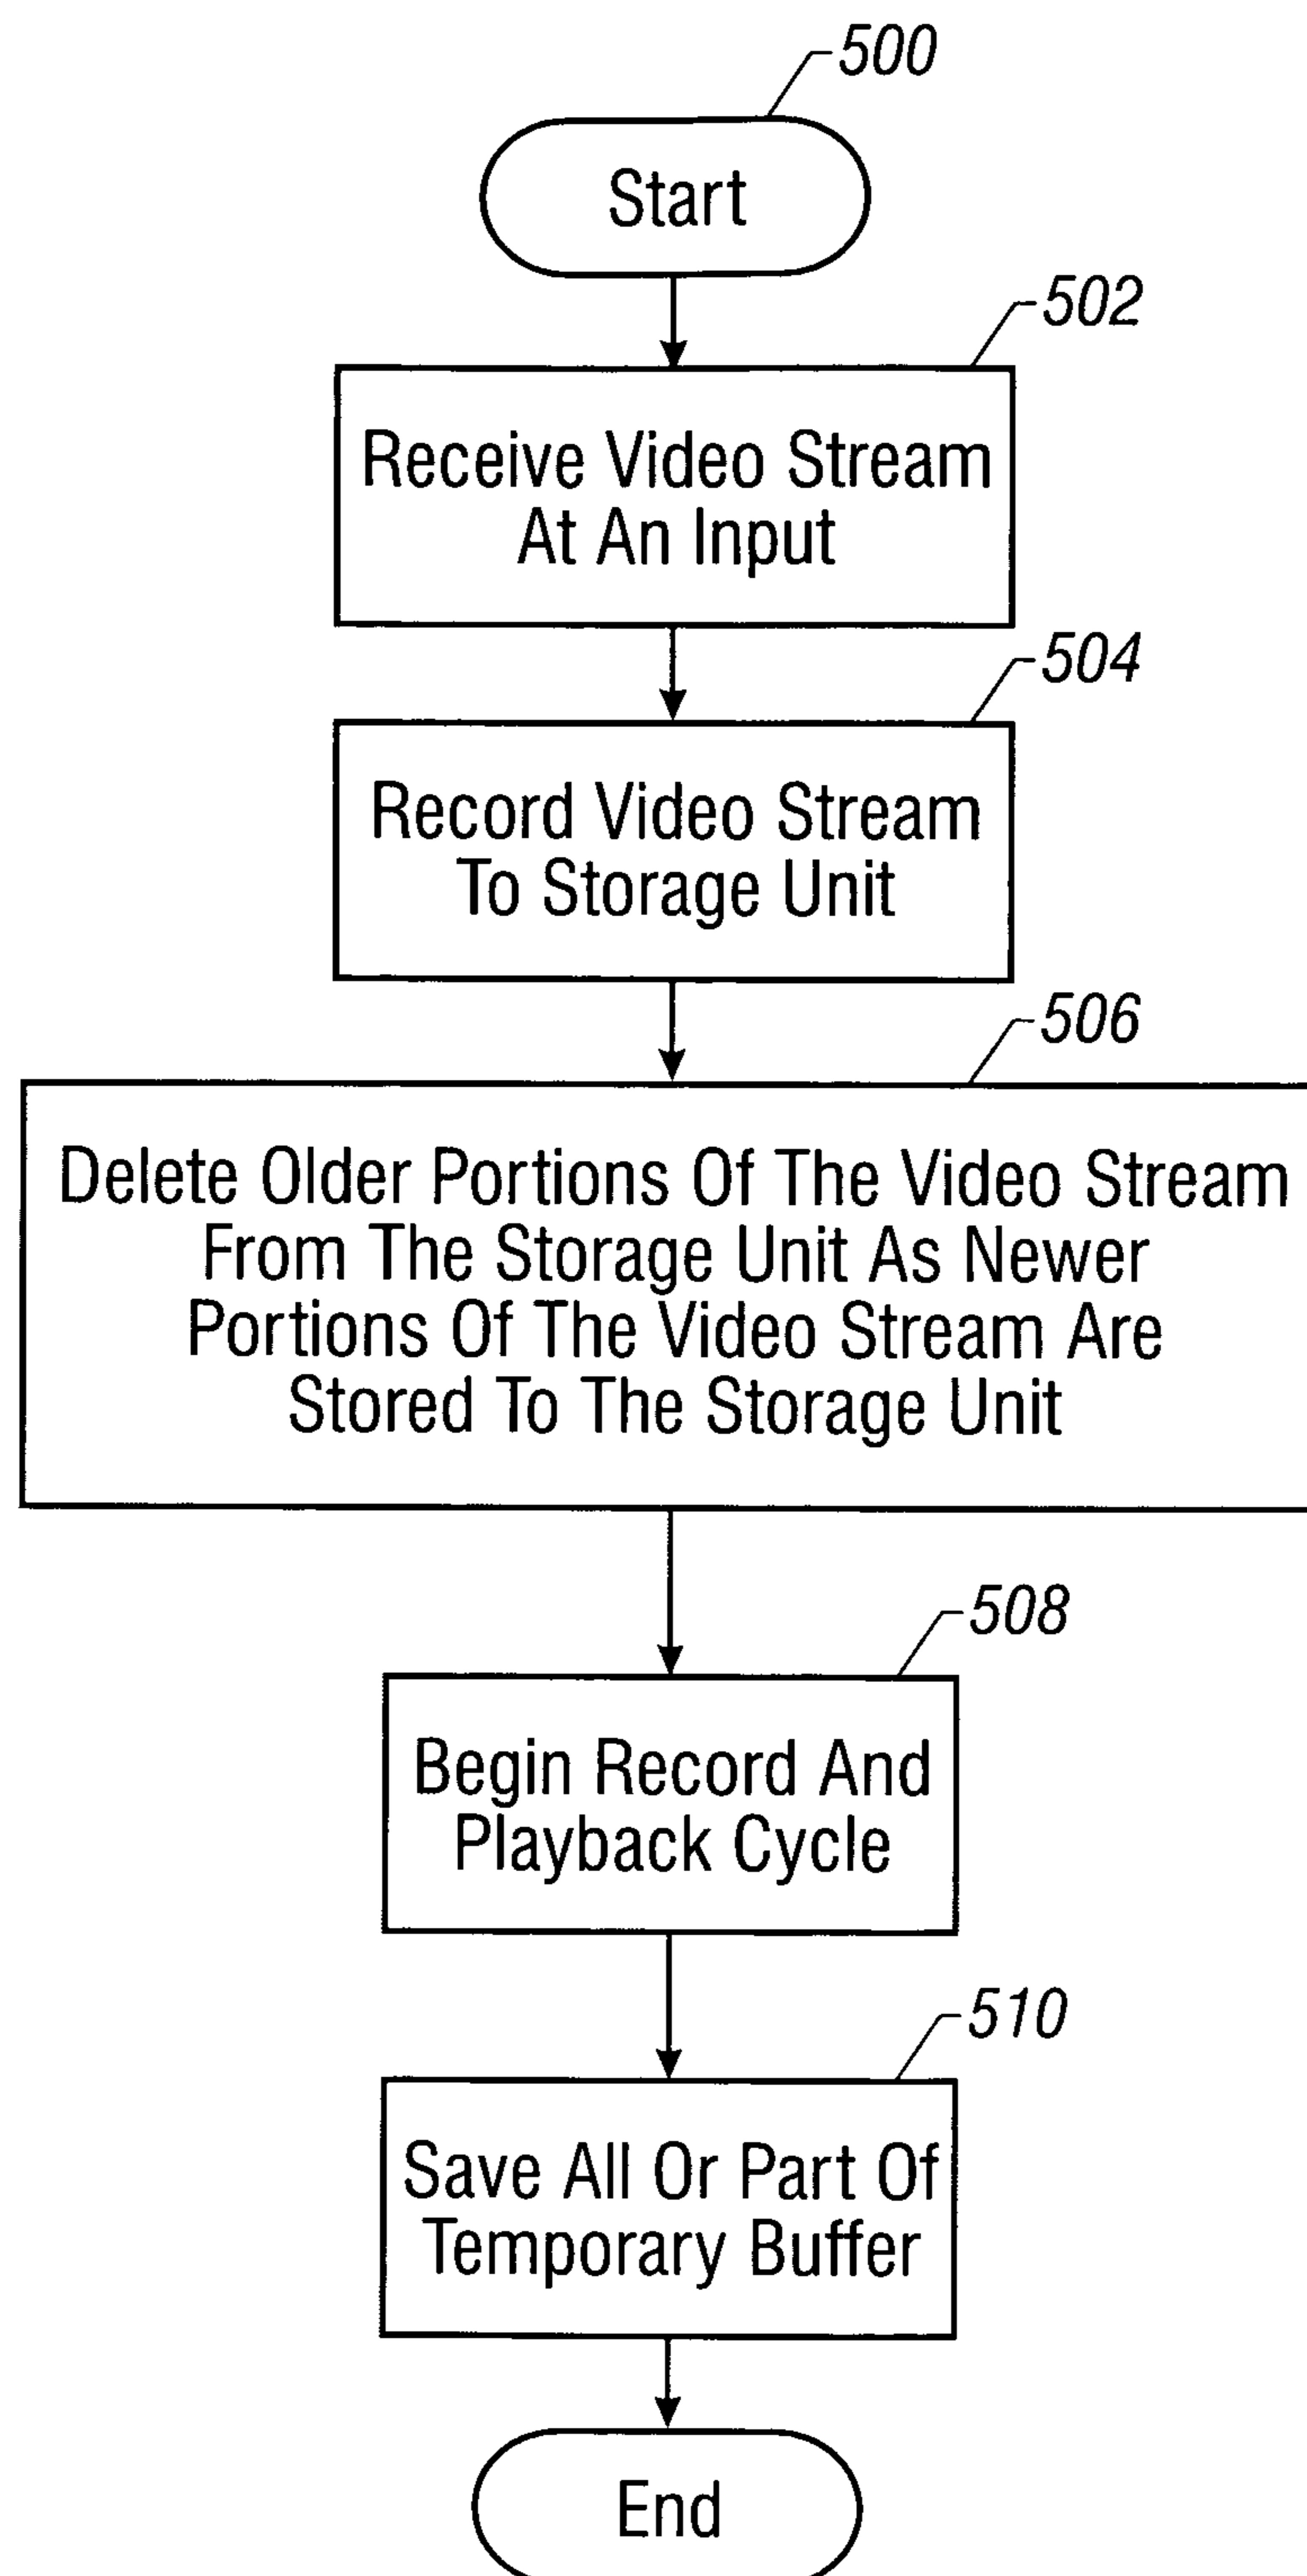 500
Start
502
Receive Video Stream
At An Input
504
Record Video Stream
To Storage Unit
506
Delete Older Portions Of The Video Stream
From The Storage Unit As Newer
Portions Of The Video Stream Are
Stored To The Storage Unit
508
Begin Record And
Playback Cycle
510
Save All Or Part Of
Temporary Buffer
End